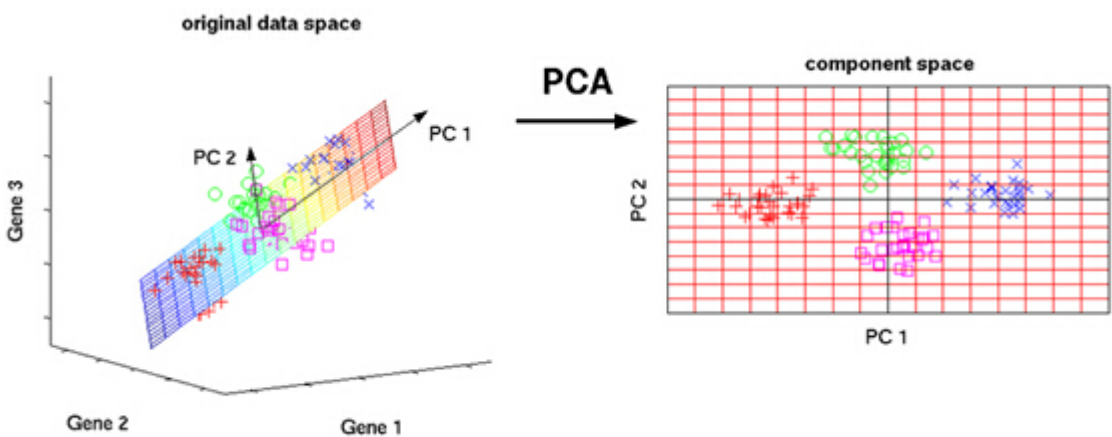 original data space
PC 1
PC 2
Gene 3
Gene 2
Gene 1
PCA
component space
PC 2
PC 1